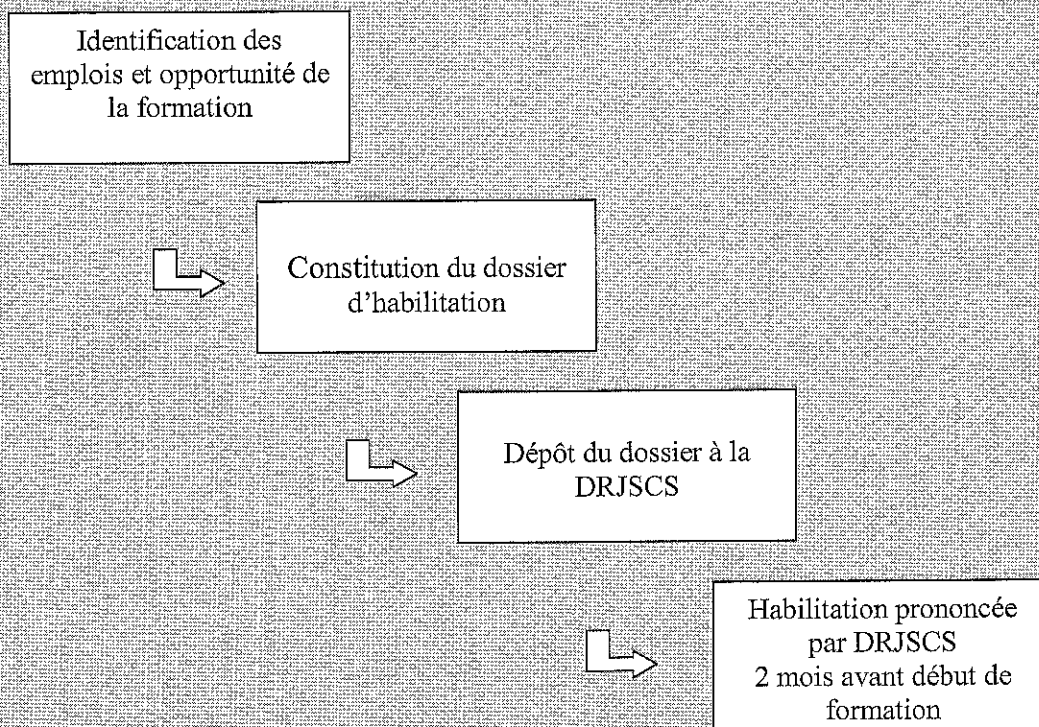 Identification des
emplois et opportunité de
la formation
Constitution du dossier
d'habilitation
Dépôt du dossier à la
DRJSCS
Habilitation prononcée
par DRJSCS
2 mois avant début de
formation